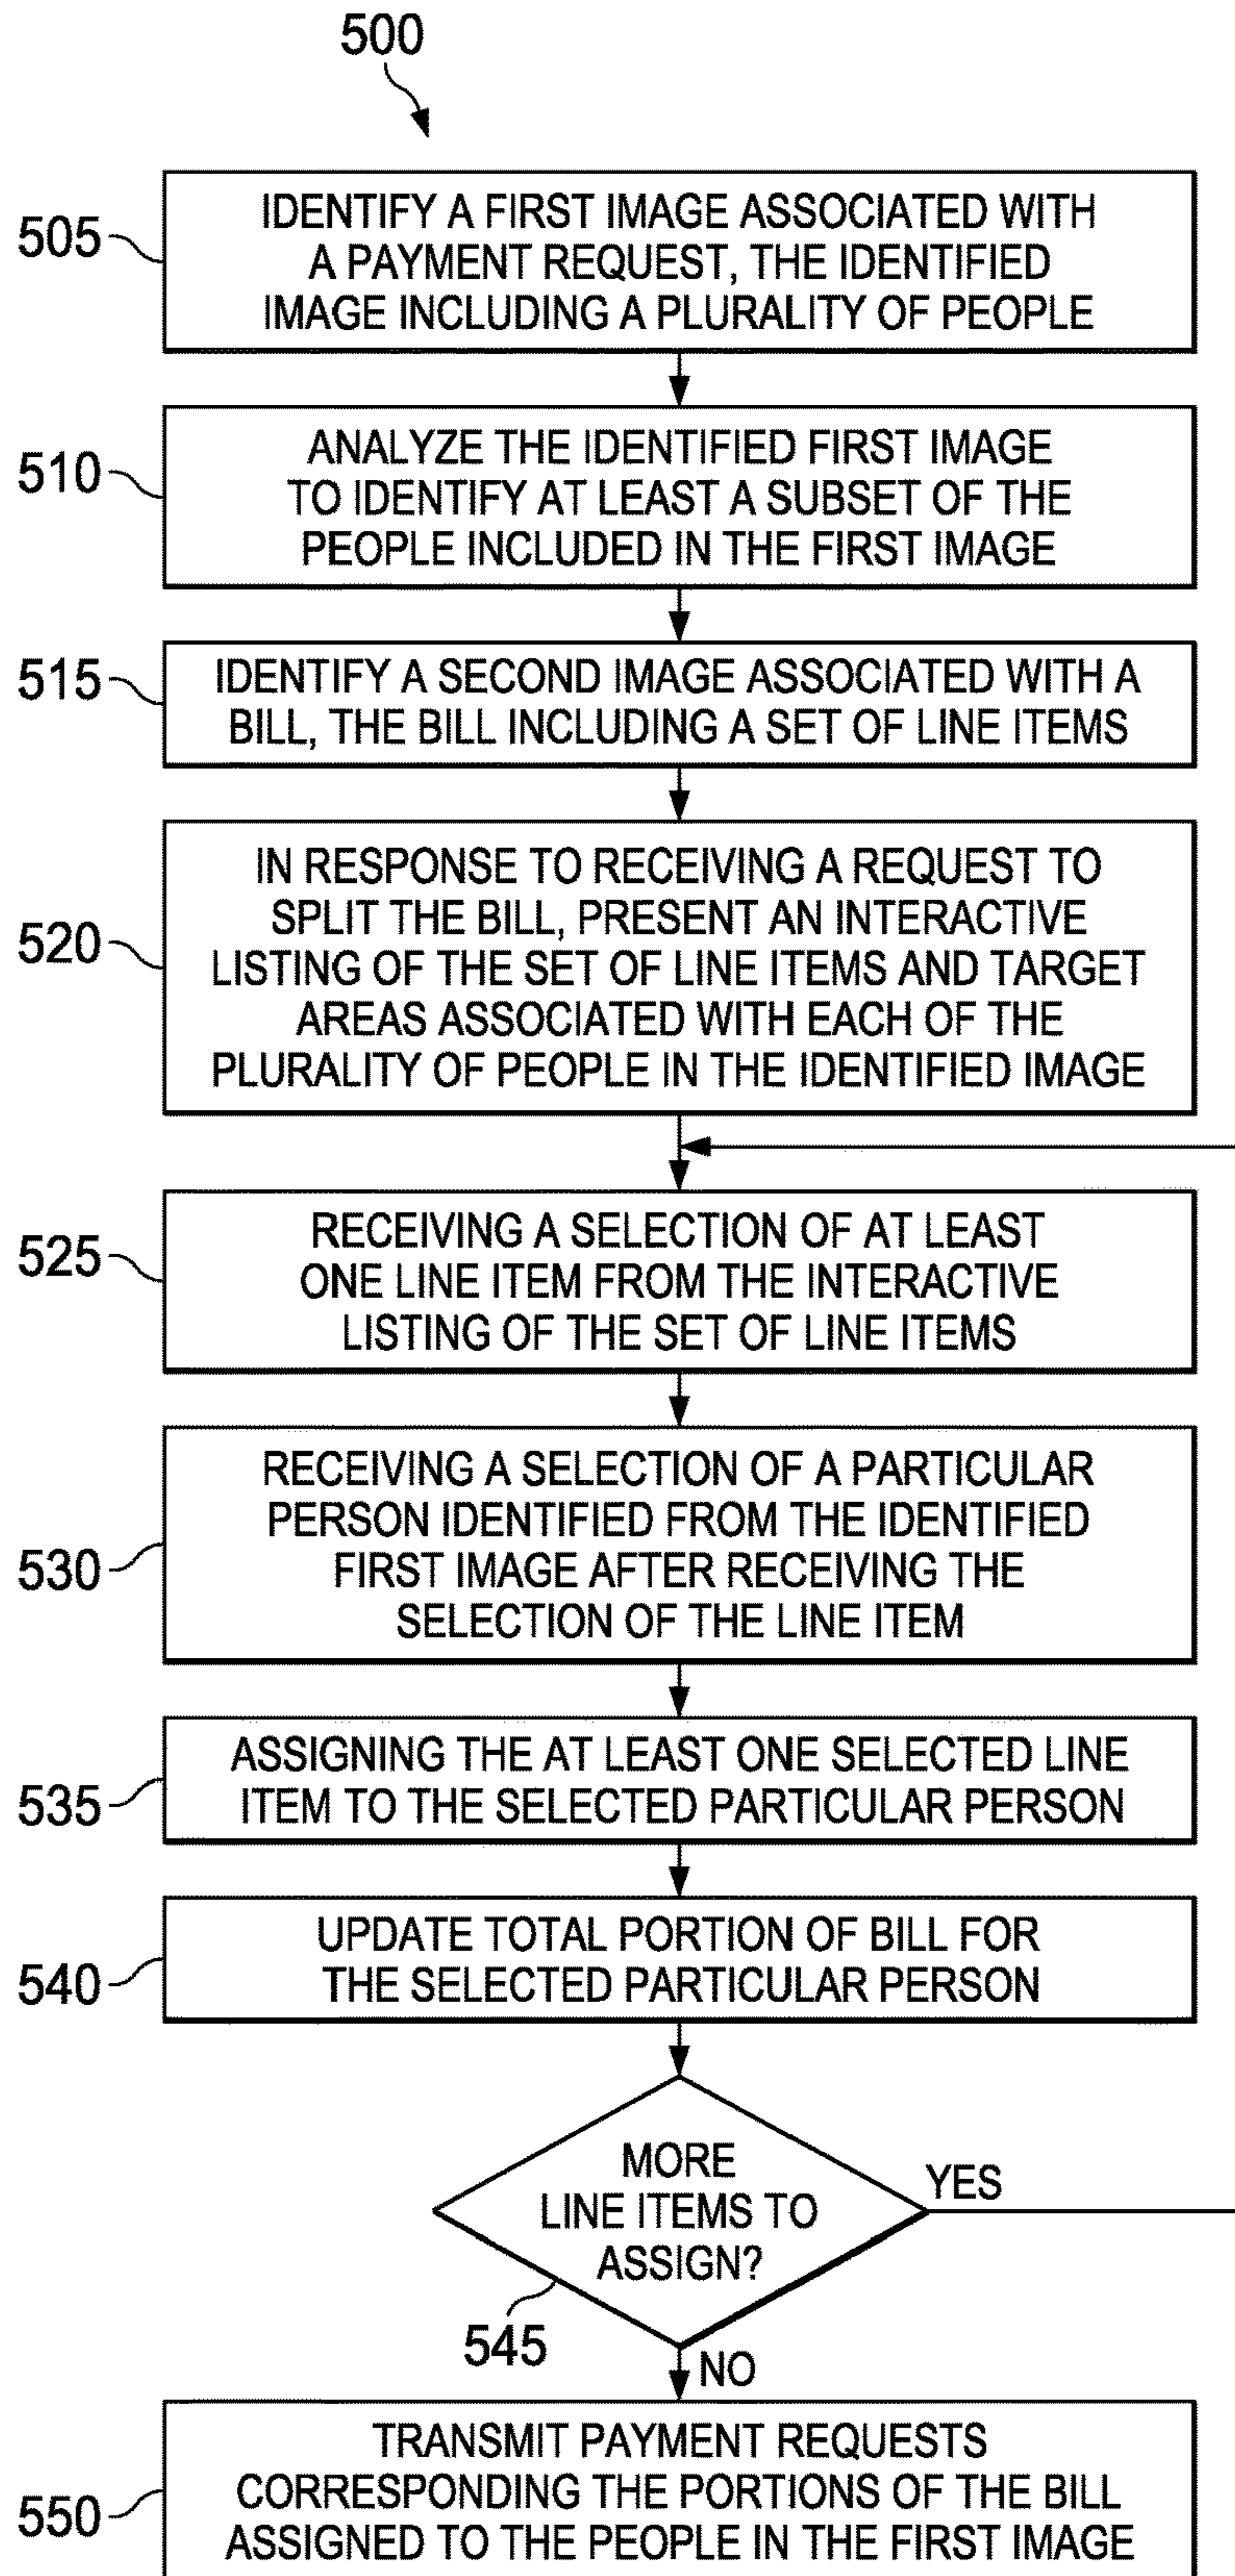 500
505
IDENTIFY A FIRST IMAGE ASSOCIATED WITH
A PAYMENT REQUEST, THE IDENTIFIED
IMAGE INCLUDING A PLURALITY OF PEOPLE
510
ANALYZE THE IDENTIFIED FIRST IMAGE
TO IDENTIFY AT LEAST A SUBSET OF THE
PEOPLE INCLUDED IN THE FIRST IMAGE
515
IDENTIFY A SECOND IMAGE ASSOCIATED WITH A
BILL, THE BILL INCLUDING A SET OF LINE ITEMS
520
IN RESPONSE TO RECEIVING A REQUEST TO
SPLIT THE BILL, PRESENT AN INTERACTIVE
LISTING OF THE SET OF LINE ITEMS AND TARGET
AREAS ASSOCIATED WITH EACH OF THE
PLURALITY OF PEOPLE IN THE IDENTIFIED IMAGE
525
RECEIVING A SELECTION OF AT LEAST
ONE LINE ITEM FROM THE INTERACTIVE
LISTING OF THE SET OF LINE ITEMS
530
RECEIVING A SELECTION OF A PARTICULAR
PERSON IDENTIFIED FROM THE IDENTIFIED
FIRST IMAGE AFTER RECEIVING THE
SELECTION OF THE LINE ITEM
535
ASSIGNING THE AT LEAST ONE SELECTED LINE
ITEM TO THE SELECTED PARTICULAR PERSON
540
UPDATE TOTAL PORTION OF BILL FOR
THE SELECTED PARTICULAR PERSON
MORE
LINE ITEMS TO
ASSIGN?
YES
545
NO
550
TRANSMIT PAYMENT REQUESTS
CORRESPONDING THE PORTIONS OF THE BILL
ASSIGNED TO THE PEOPLE IN THE FIRST IMAGE